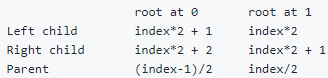 root at 0 root at 1
Left child index*2 + 1 index*2
Right child index*2 + 2 index*2 + 1
Parent (index-1)/2 index/2